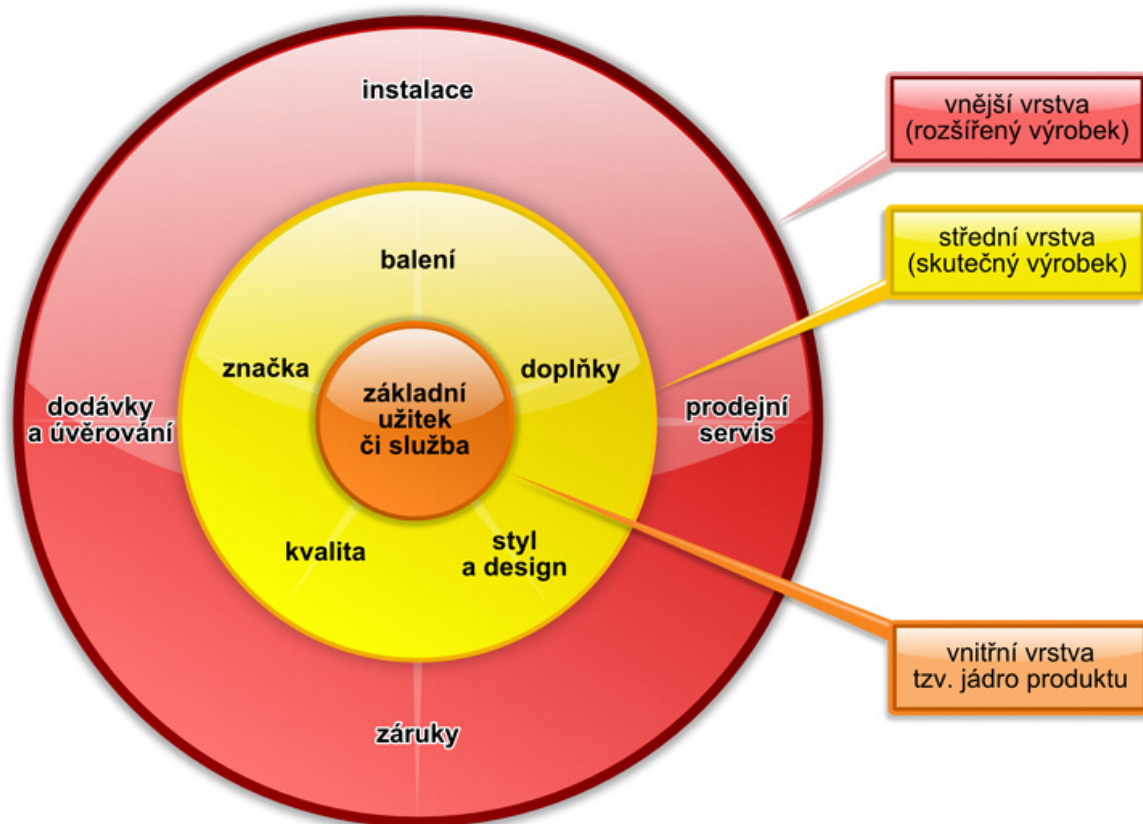 instalace
vnější vrstva
(rozšířený výrobek)
střední vrstva
(skutečný výrobek)
balení
značka
doplňky
základní
užitek
či služba
dodávky
a úvěrování
prodejní
servis
kvalita
styl
a design
vnitřní vrstva
tzv. jádro produktu
záruky